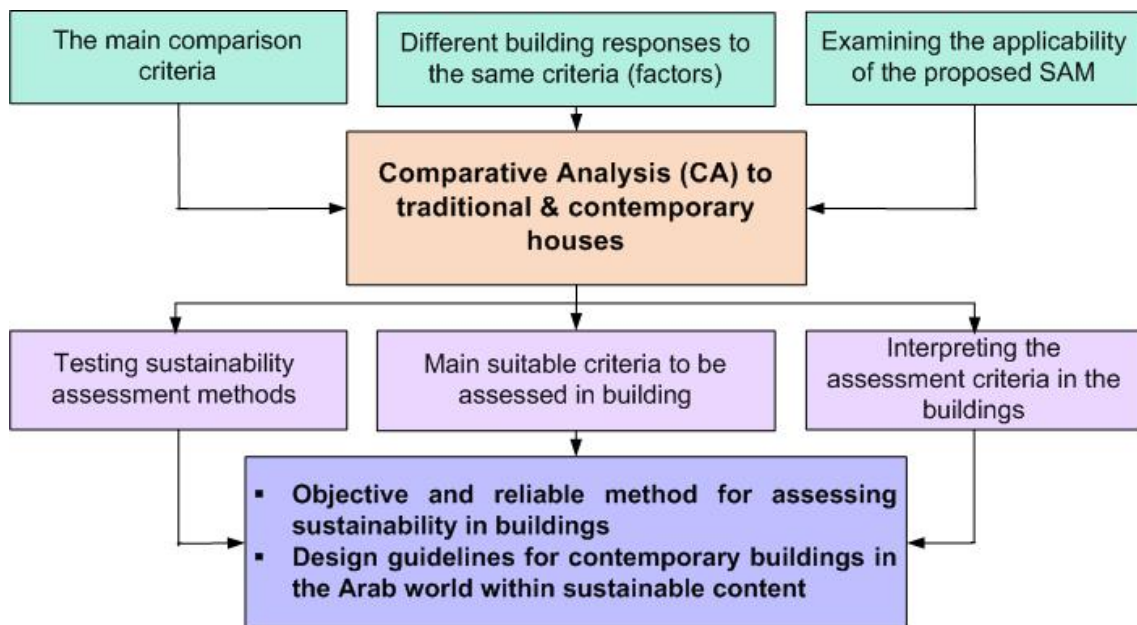 The main comparison
criteria
Different building responses to
the same criteria (factors)
Examining the applicability
of the proposed SAM
Comparative Analysis (CA) to
traditional & contemporary
houses
Testing sustainability
assessment methods
Main suitable criteria to be
assessed in building
Interpreting the
assessment criteria in the
buildings
▪ Objective and reliable method for assessing
sustainability in buildings
▪ Design guidelines for contemporary buildings in
the Arab world within sustainable content